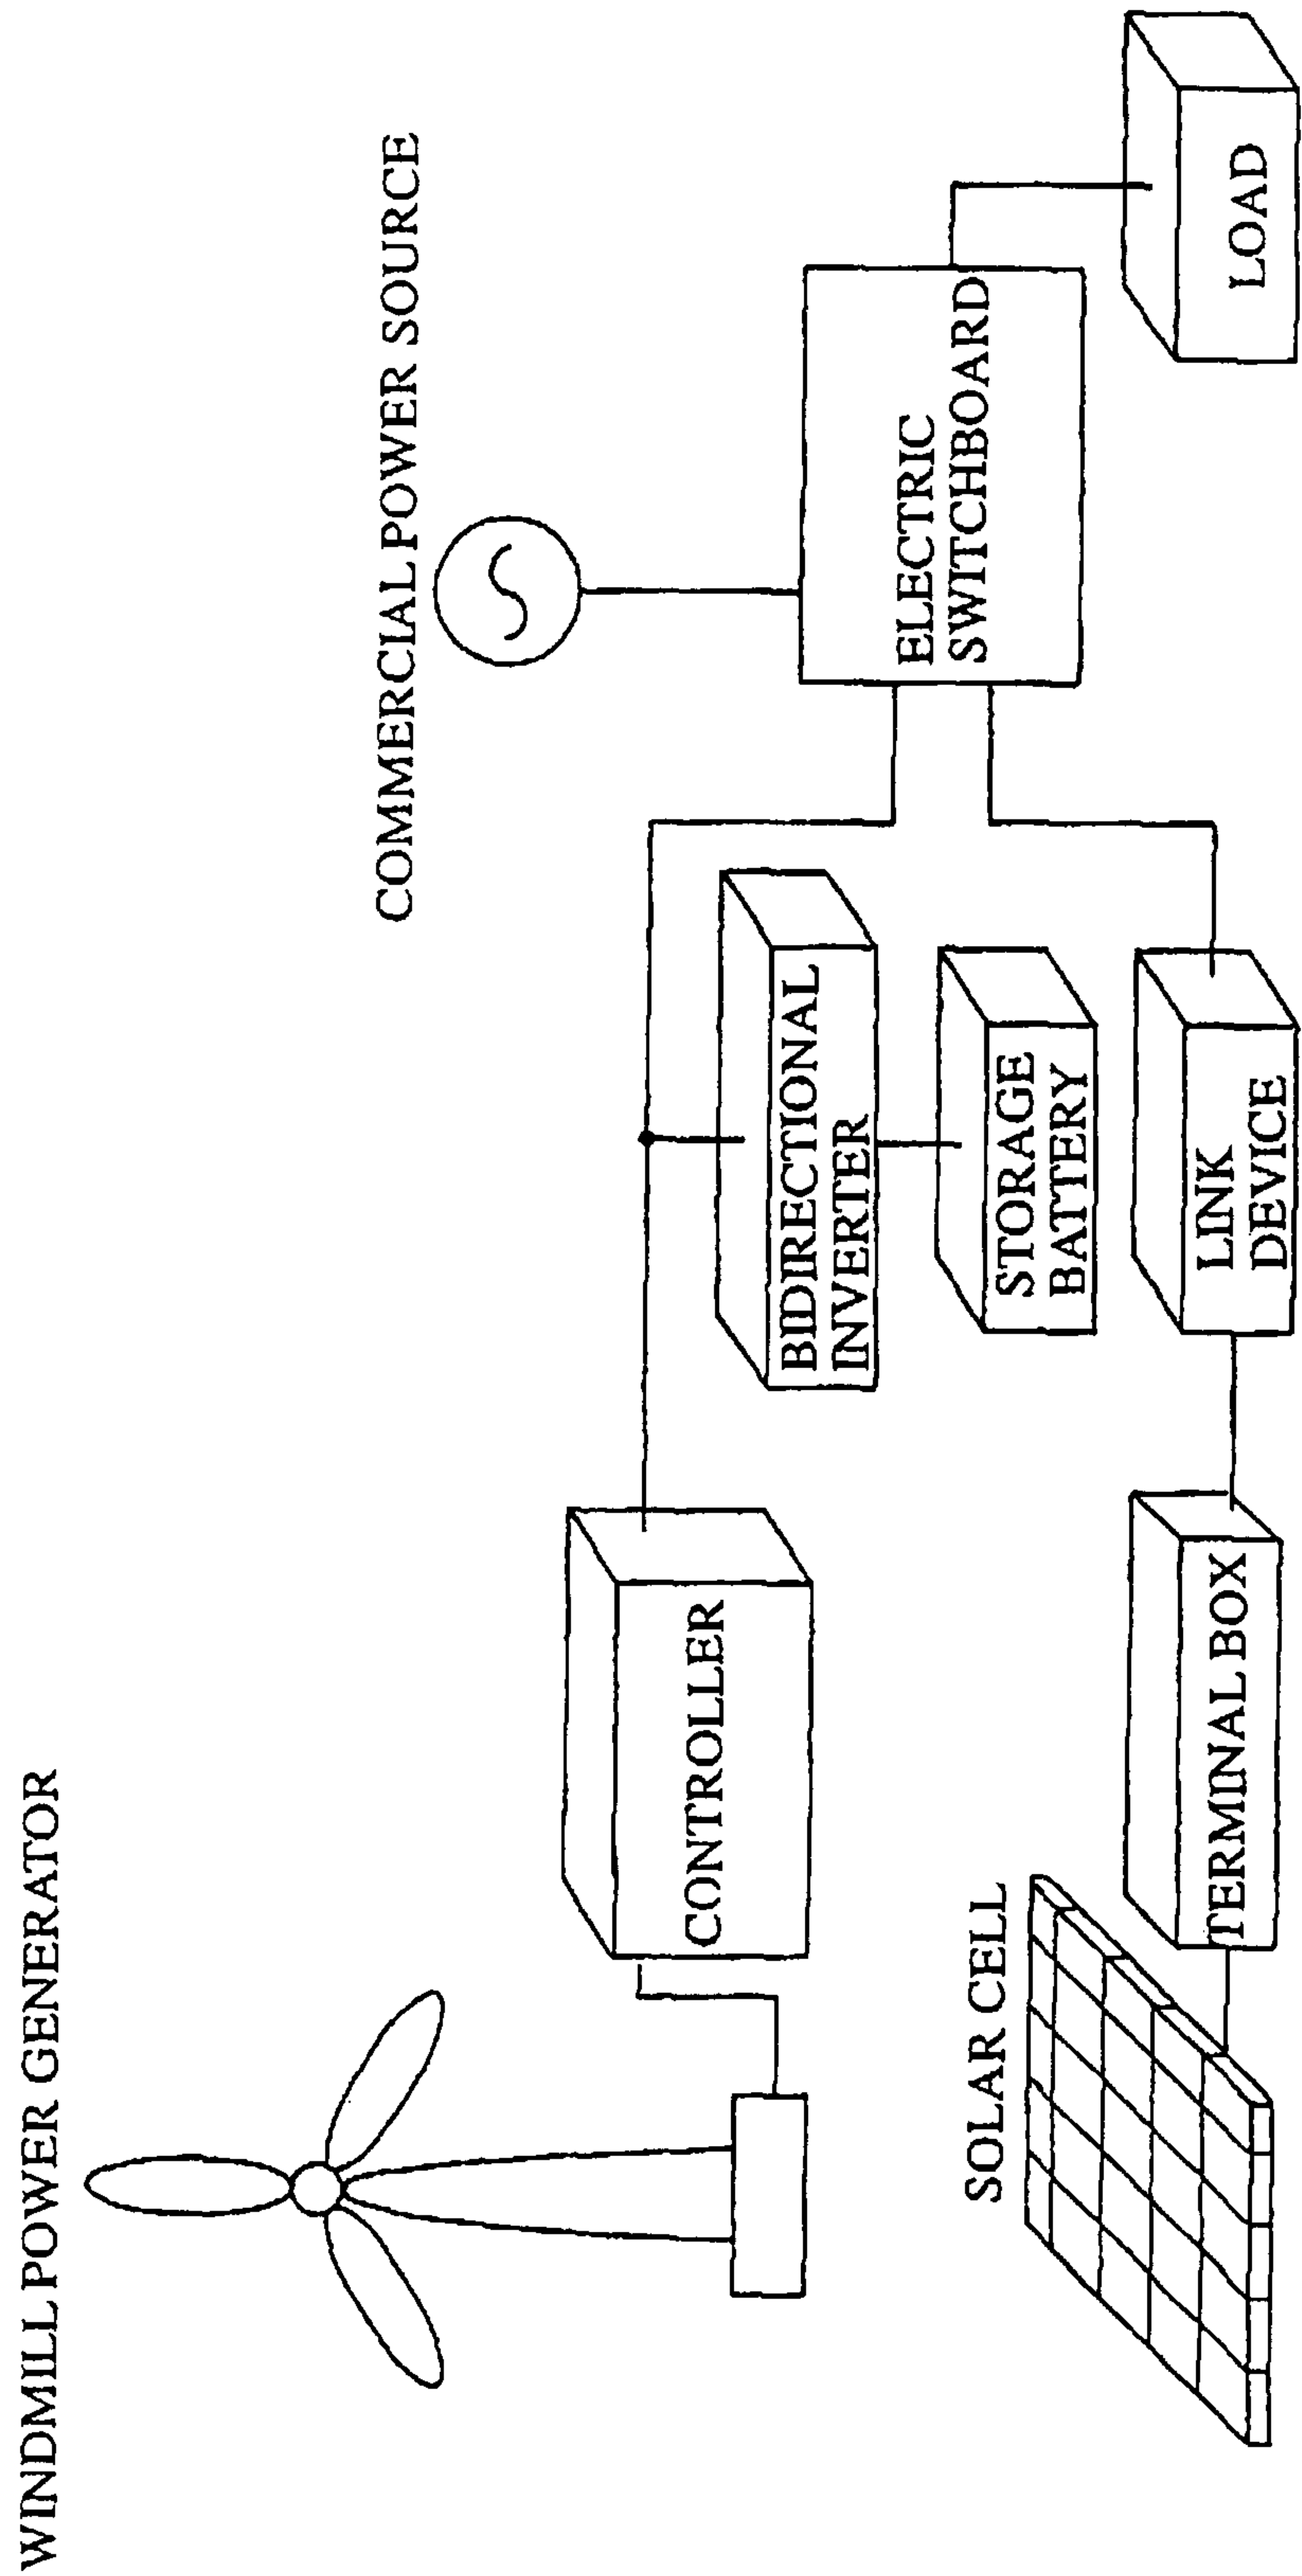 WINDMILL POWER GENERATOR
COMMERCIAL POWER SOURCE
CONTROLLER
BIDIRECTIONAL
INVERTER
ELECTRIC
SWITCHBOARD
STORAGE
BATTERY
SOLAR CELL
TERMINAL BOX
LINK
DEVICE
LOAD